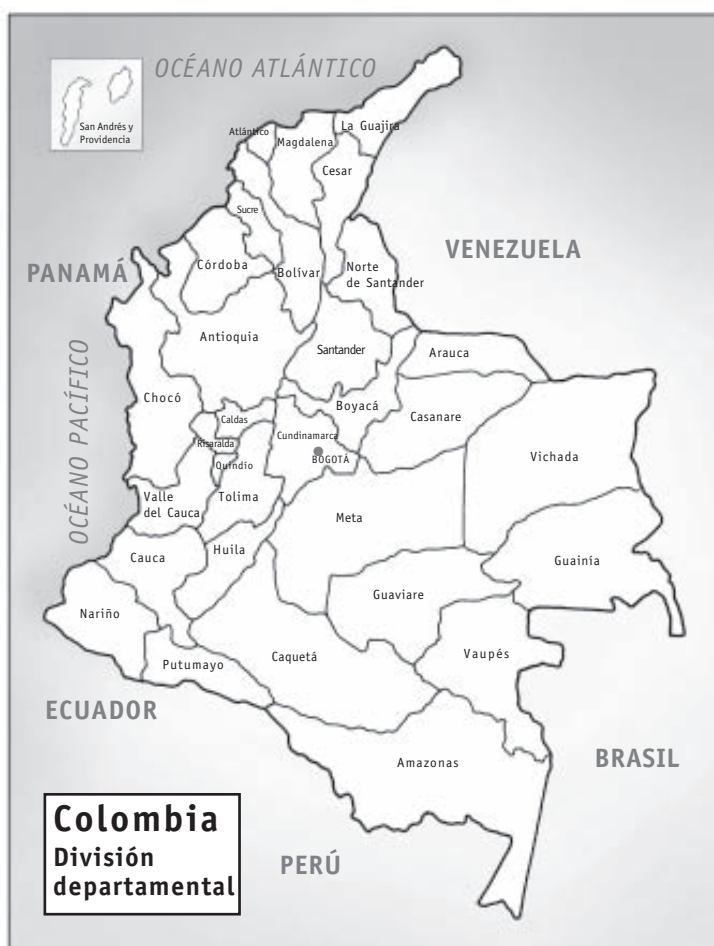 OCÉANO ATLÁNTICO
San Andrés y
Providencia
Atlántico
La Guajira
Magdalena
Cesar
Sucre
Córdoba
Bolívar
Norte
de Santander
VENEZUELA
PANAMÁ
OCÉANO PACÍFICO
Antioquia
Santander
Arauca
Chocó
Caldas
Boyacá
Casanare
Cundinamarca
Risaralda
BOGOTÁ
Quindío
Vichada
Valle
del Cauca
Tolima
Meta
Cauca
Huila
Guainía
Guaviare
Nariño
Putumayo
Caquetá
Vaupés
ECUADOR
Amazonas
BRASIL
Colombia
División
departamental
PERÚ